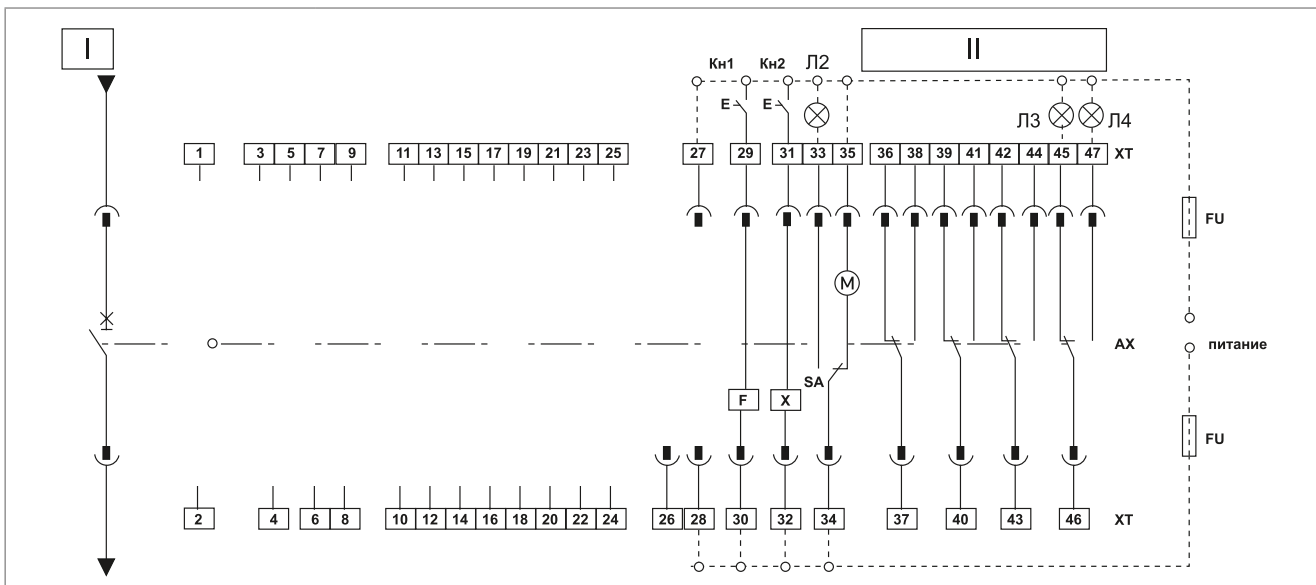 I
II
Кн1 Кн2 Л2
E E Л3 Л4
1 3 5 7 9 11 13 15 17 19 21 23 25 27 29 31 33 35 36 38 39 41 42 44 45 47 XT
FU
M
AX питание
SA
F X
FU
2 4 6 8 10 12 14 16 18 20 22 24 26 28 30 32 34 37 40 43 46 XT